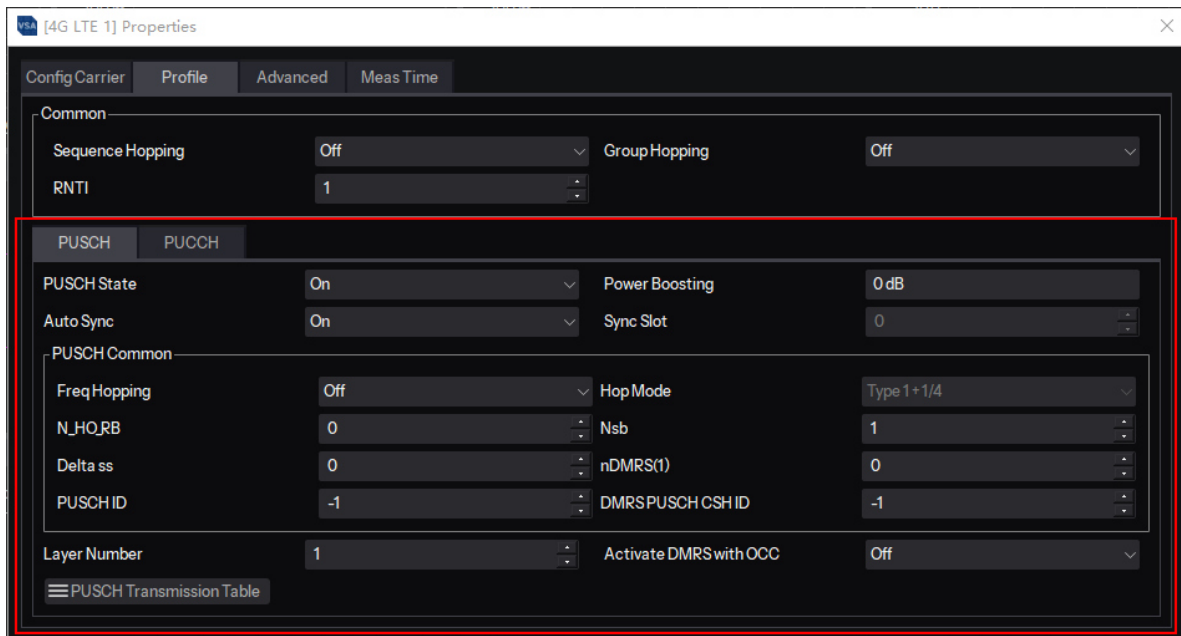 VSA [4G LTE 1] Properties
Config Carrier Profile Advanced Meas Time
Common
Sequence Hopping Off Group Hopping Off
RNTI 1
PUSCH PUCCH
PUSCH State On Power Boosting 0 dB
Auto Sync On Sync Slot 0
PUSCH Common
Freq Hopping Off Hop Mode Type 1+1/4
N_HO_RB 0 Nsb 1
Delta ss 0 nDMRS(1) 0
PUSCH ID -1 DMRS PUSCH CSH ID -1
Layer Number 1 Activate DMRS with OCC Off
PUSCH Transmission Table